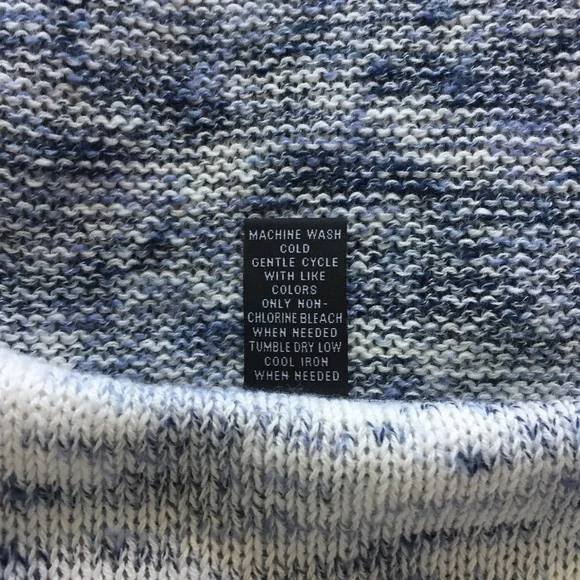 MACHINE WASH
COLD
GENTLE CYCLE
WITH LIKE
COLORS
ONLY NON-
CHLORINE BLEACH
WHEN NEEDED
TUMBLE DRY LOW
COOL IRON
WHEN NEEDED